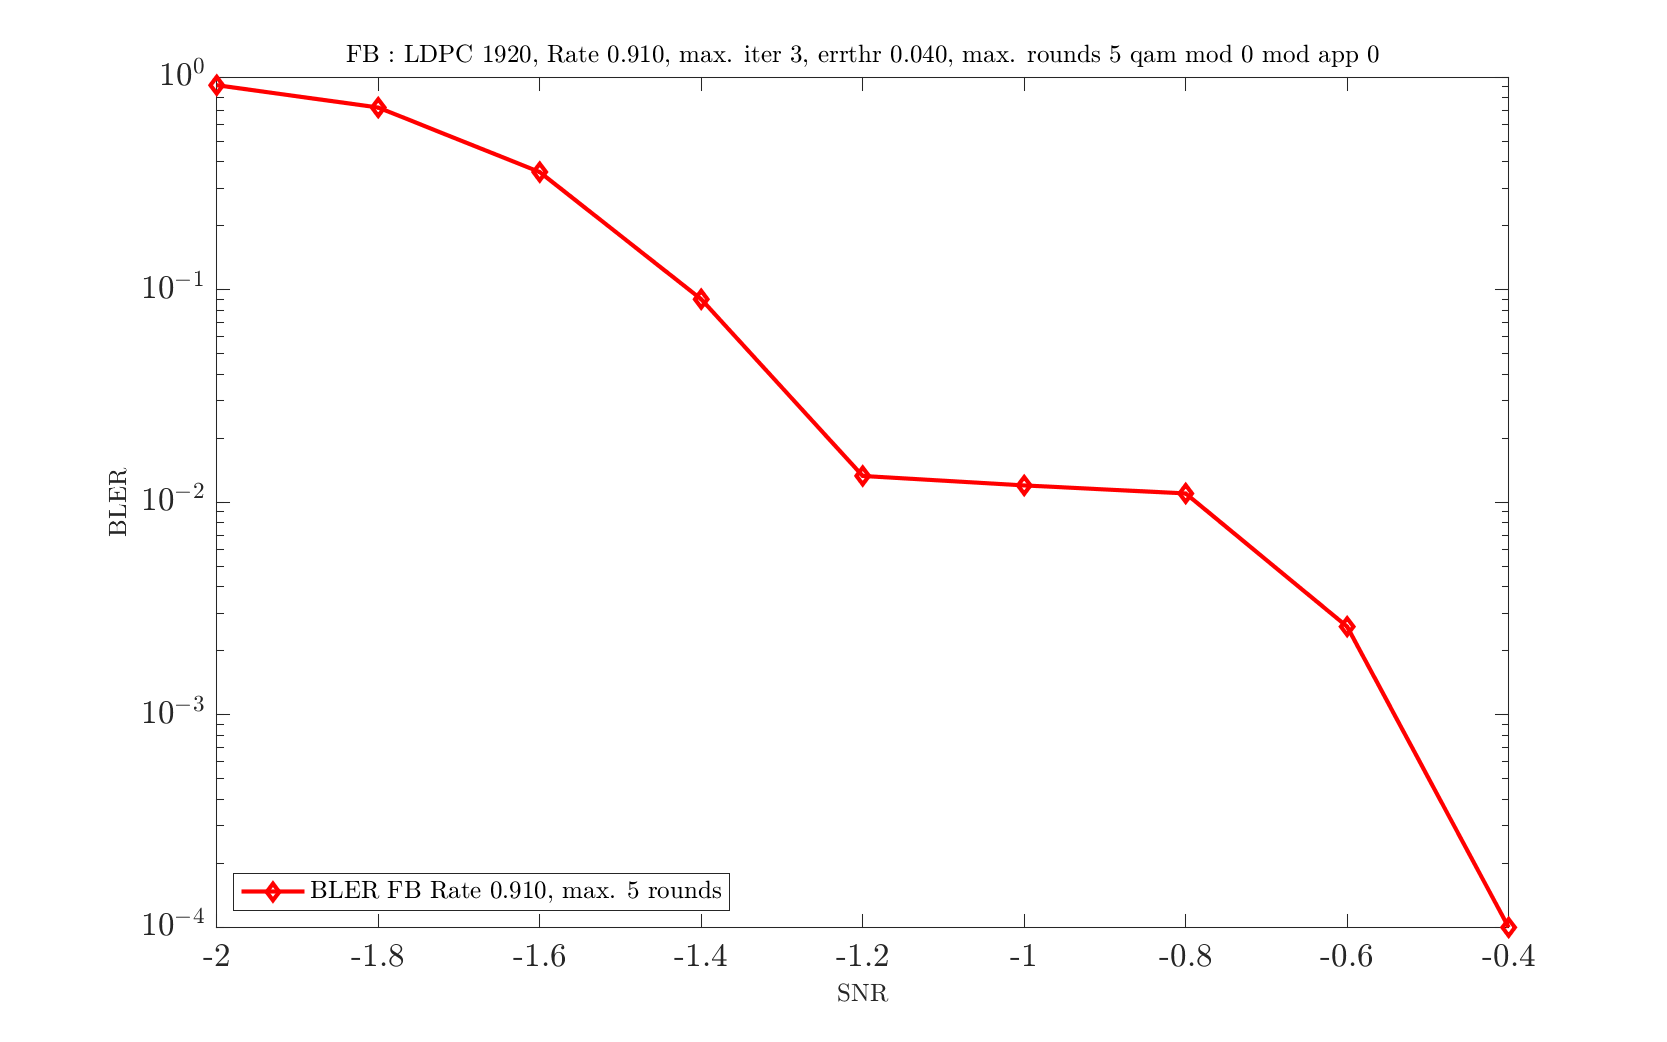 FB : LDPC 1920, Rate 0.910, max. iter 3, errthr 0.040, max. rounds 5 qam mod 0 mod app 0
10⁰
10⁻¹
10⁻²
10⁻³
10⁻⁴
BLER
BLER FB Rate 0.910, max. 5 rounds
-2 -1.8 -1.6 -1.4 -1.2 -1 -0.8 -0.6 -0.4
SNR